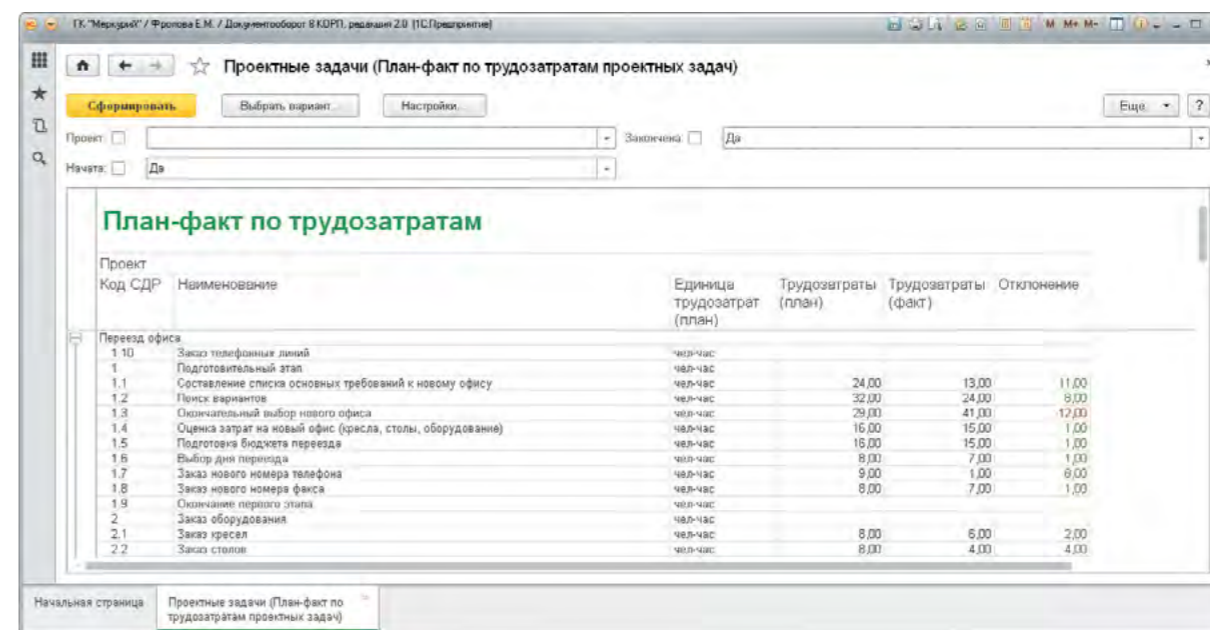 ГК "Меркурий" / Фролова Е.М. / Документооборот 8 КОРП, редакция 2.0 (1С:Предприятие)
M M+ M-
Проектные задачи (План-факт по трудозатратам проектных задач)
Сформировать Выбрать вариант... Настройки... Еще ?
Проект: Закончена: Да
Начата: Да
План-факт по трудозатратам
Проект
Код СДР Наименование Единица Трудозатраты Трудозатраты Отклонение
трудозатрат (план) (факт)
(план)
Переезд офиса
1.10 Заказ телефонных линий чел-час
1 Подготовительный этап чел-час
1.1 Составление списка основных требований к новому офису чел-час 24,00 13,00 11,00
1.2 Поиск вариантов чел-час 32,00 24,00 8,00
1.3 Окончательный выбор нового офиса чел-час 29,00 41,00 -12,00
1.4 Оценка затрат на новый офис (кресла, столы, оборудование) чел-час 16,00 15,00 1,00
1.5 Подготовка бюджета переезда чел-час 16,00 15,00 1,00
1.6 Выбор дня переезда чел-час 8,00 7,00 1,00
1.7 Заказ нового номера телефона чел-час 9,00 1,00
1.8 Заказ нового номера факса чел-час 8,00 7,00 1,00
1.9 Окончание первого этапа чел-час
2 Заказ оборудования чел-час
2.1 Заказ кресел чел-час 8,00 6,00 2,00
2.2 Заказ столов чел-час 8,00 4,00 4,00
Начальная страница Проектные задачи (План-факт по
трудозатратам проектных задач)